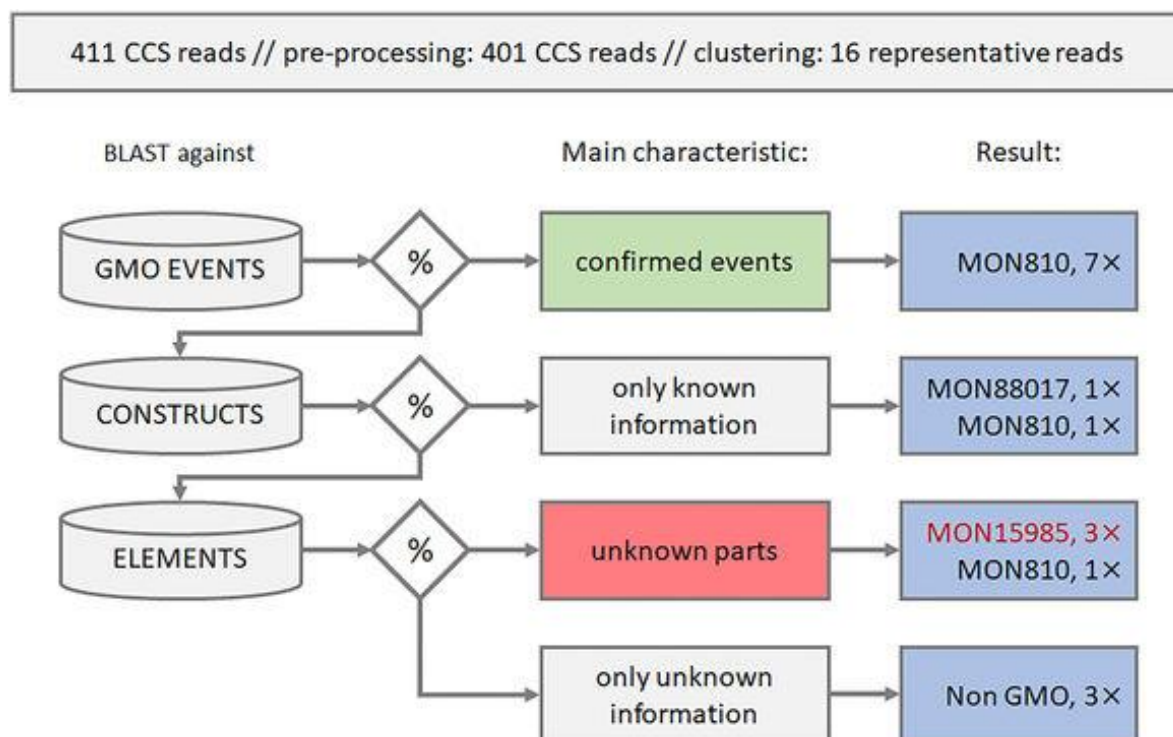 411 CCS reads // pre-processing: 401 CCS reads // clustering: 16 representative reads
BLAST against
Main characteristic:
Result:
GMO EVENTS
%
confirmed events
MON810, 7×
CONSTRUCTS
%
only known
information
MON88017, 1×
MON810, 1×
ELEMENTS
%
unknown parts
MON15985, 3×
MON810, 1×
only unknown
information
Non GMO, 3×